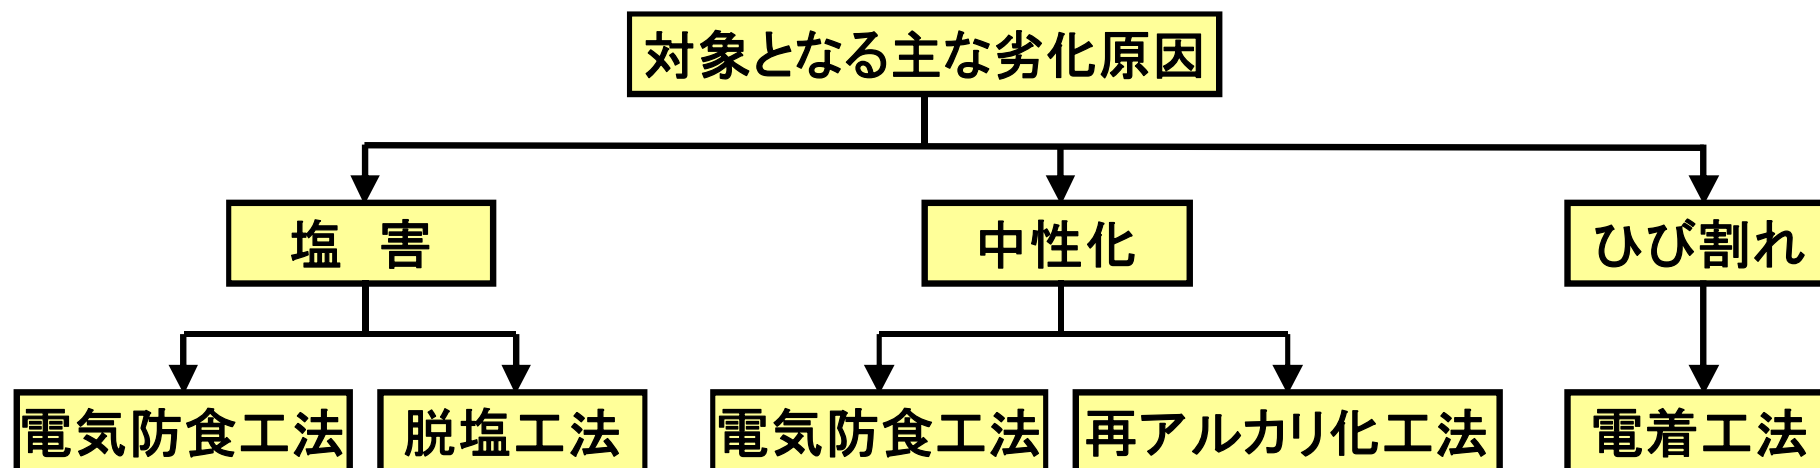 対象となる主な劣化原因
塩 害
中性化
ひび割れ
電気防食工法
脱塩工法
電気防食工法
再アルカリ化工法
電着工法